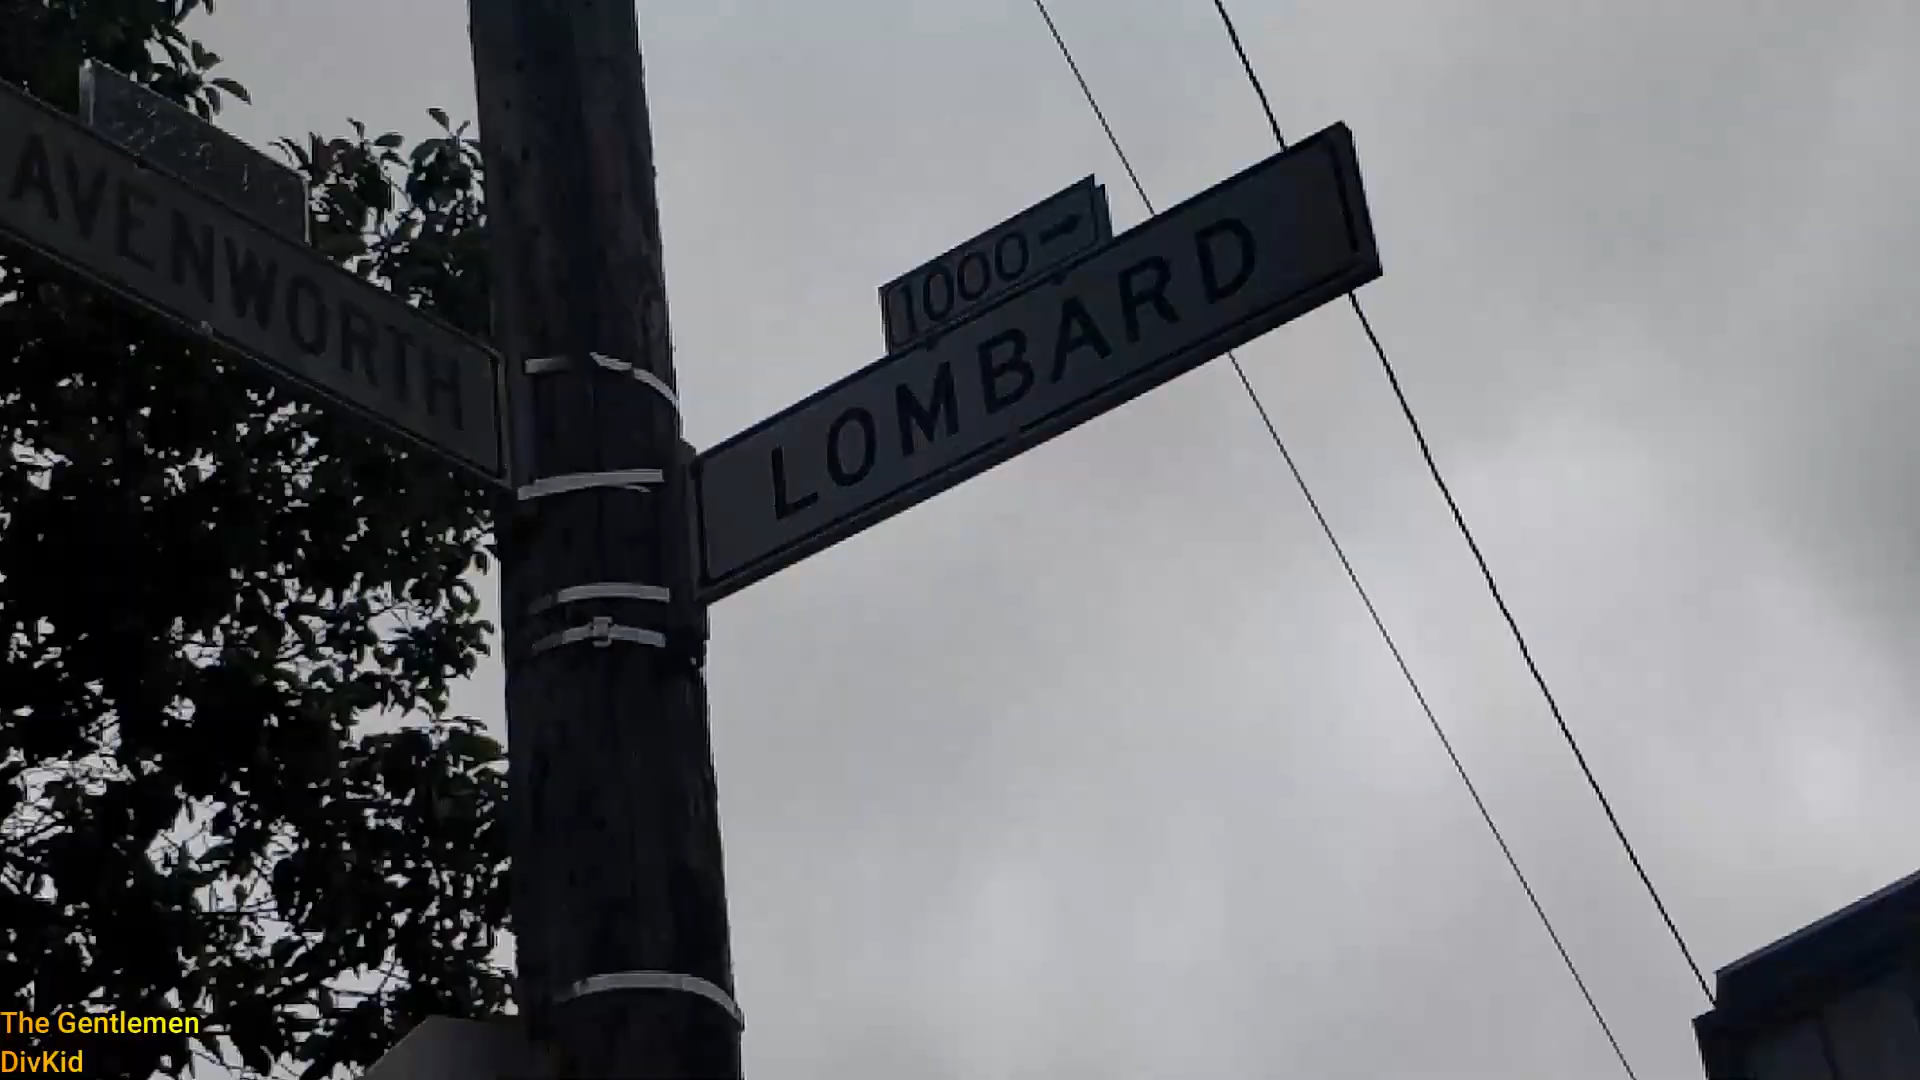 AVENWORTH
1000 →
LOMBARD
The Gentlemen
DivKid